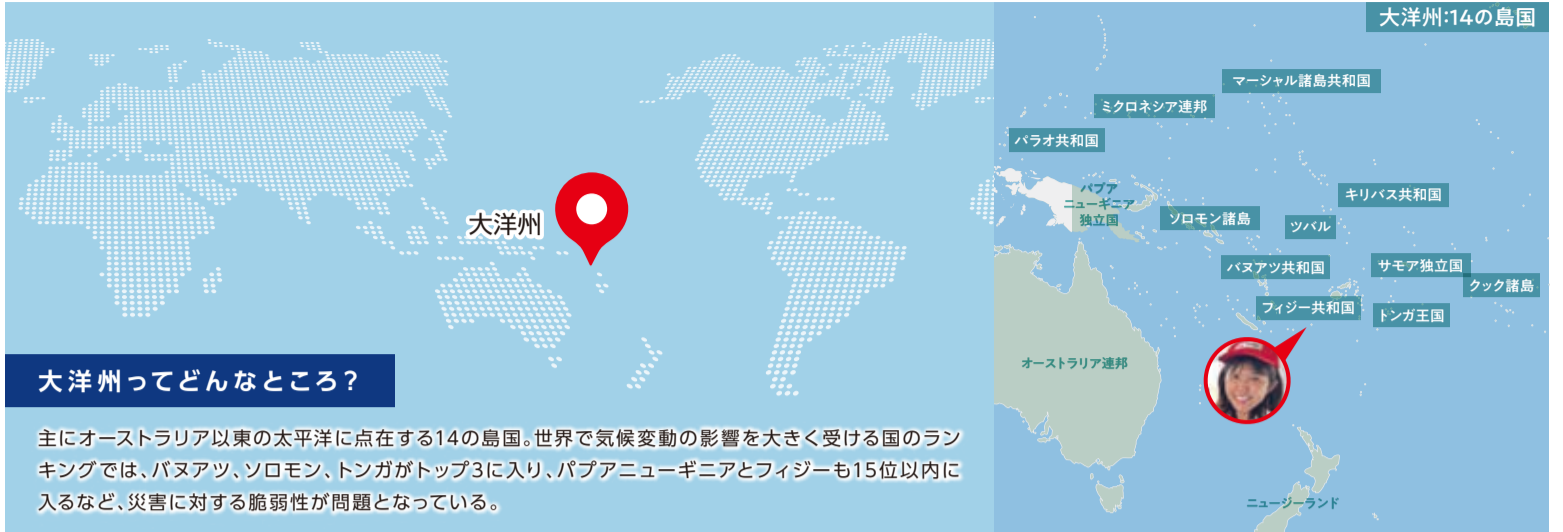 大洋州
大洋州ってどんなところ?
主にオーストラリア以東の太平洋に点在する14の島国。世界で気候変動の影響を大きく受ける国のラン
キングでは、バヌアツ、ソロモン、トンガがトップ3に入り、パプアニューギニアとフィジーも15位以内に
入るなど、災害に対する脆弱性が問題となっている。
大洋州:14の島国
マーシャル諸島共和国
ミクロネシア連邦
パラオ共和国
パプア
ニューギニア
独立国
キリバス共和国
ソロモン諸島
ツバル
バヌアツ共和国
サモア独立国
クック諸島
フィジー共和国
トンガ王国
オーストラリア連邦
ニュージーランド